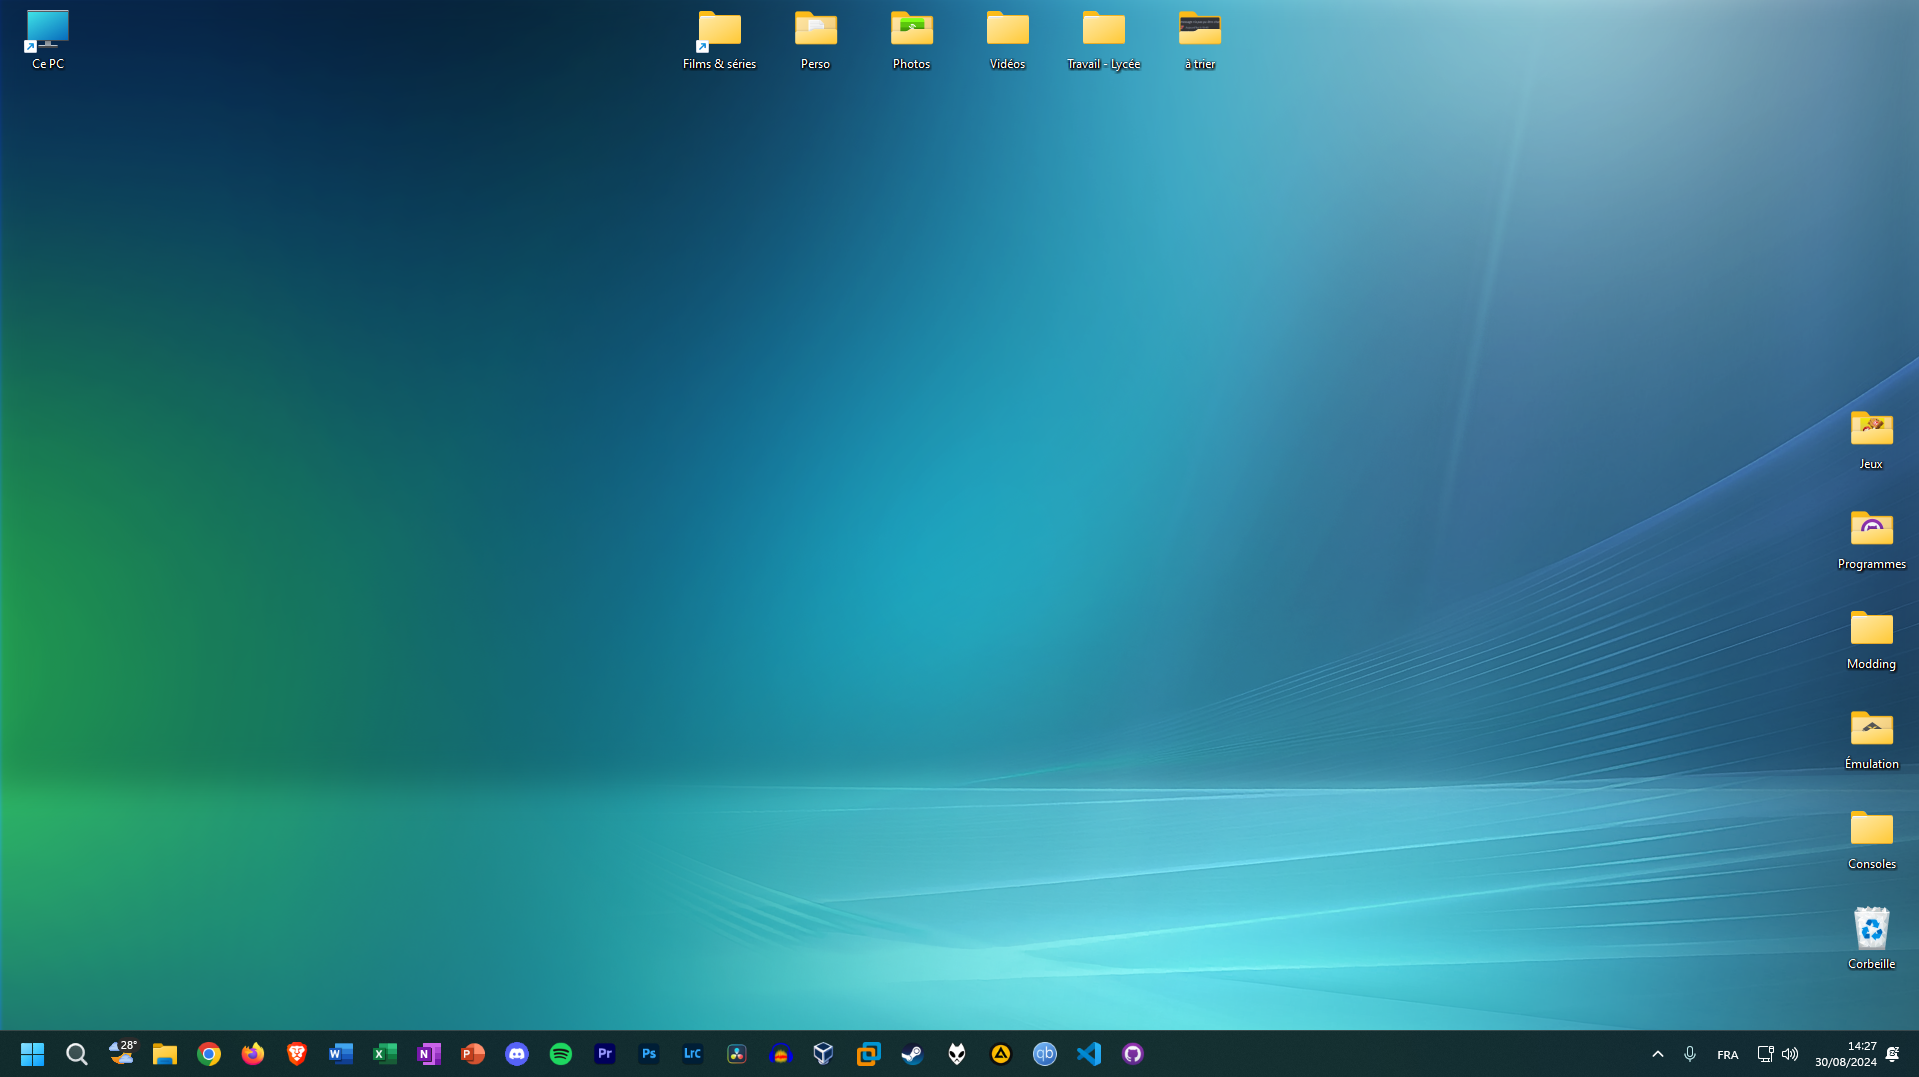 Ce PC
Films & séries
Perso
Photos
Vidéos
Travail - Lycée
à trier
Jeux
Programmes
Modding
Émulation
Consoles
Corbeille
28°
W
X
N
P
Pr
Ps
LrC
qb
FRA
14:27
30/08/2024